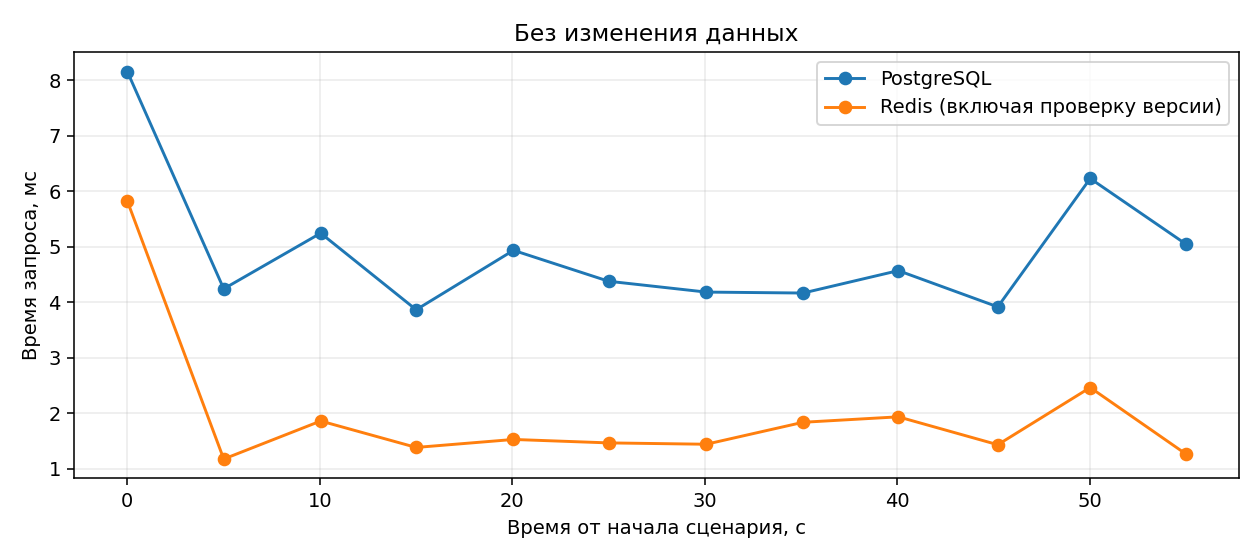 Без изменения данных
PostgreSQL
Redis (включая проверку версии)
Время запроса, мс
8
7
6
5
4
3
2
1
0 10 20 30 40 50
Время от начала сценария, с